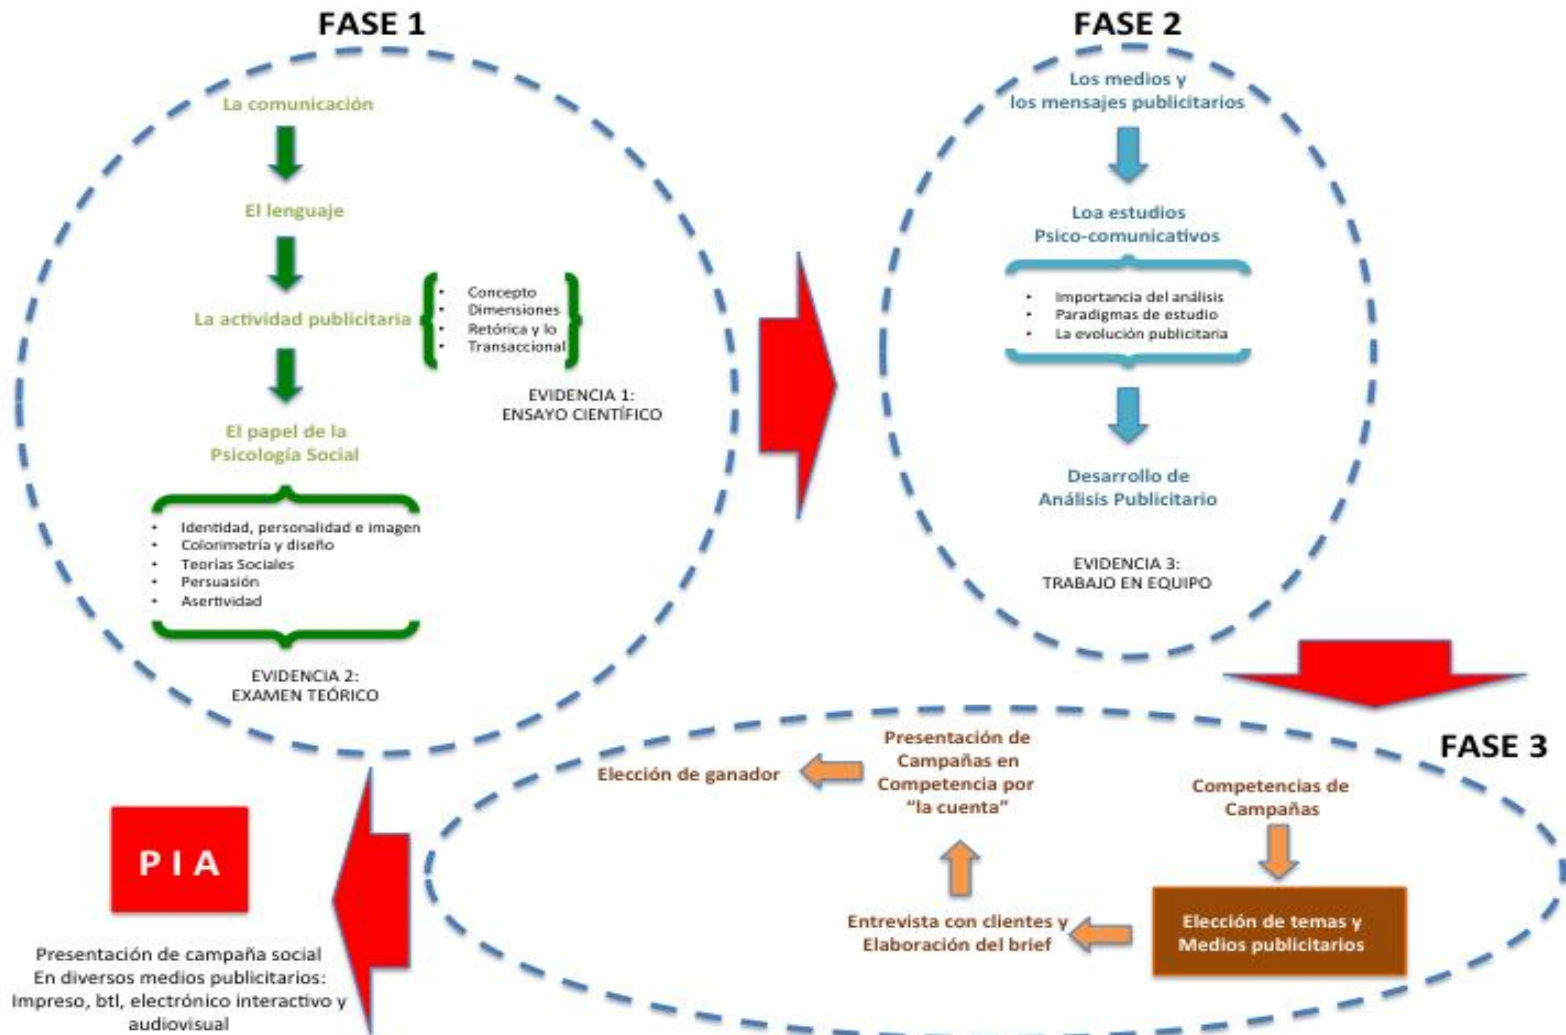 FASE 1
La comunicación
El lenguaje
La actividad publicitaria
• Concepto
• Dimensiones
• Retórica y lo
• Transaccional
EVIDENCIA 1:
ENSAYO CIENTÍFICO
El papel de la
Psicología Social
• Identidad, personalidad e imagen
• Colorimetría y diseño
• Teorías Sociales
• Persuasión
• Asertividad
EVIDENCIA 2:
EXAMEN TEÓRICO
FASE 2
Los medios y
los mensajes publicitarios
Loa estudios
Psico-comunicativos
• Importancia del análisis
• Paradigmas de estudio
• La evolución publicitaria
Desarrollo de
Análisis Publicitario
EVIDENCIA 3:
TRABAJO EN EQUIPO
FASE 3
Competencias de
Campañas
Elección de temas y
Medios publicitarios
Entrevista con clientes y
Elaboración del brief
Presentación de
Campañas en
Competencia por
“la cuenta”
Elección de ganador
P I A
Presentación de campaña social
En diversos medios publicitarios:
Impreso, btl, electrónico interactivo y
audiovisual